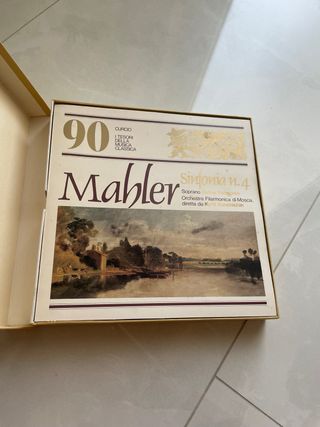 90
CURCIO
I TESORI
DELLA
MUSICA
CLASSICA
Mahler
Sinfonia n. 4
Soprano
Orchestra Filarmonica di Mosca,
diretta da